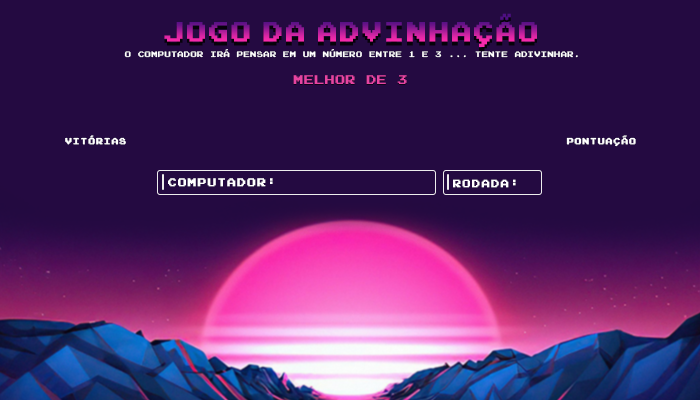 JOGO DA ADVINHAÇÃO
O COMPUTADOR IRÁ PENSAR EM UM NÚMERO ENTRE 1 E 3 ... TENTE ADIVINHAR.
MELHOR DE 3
VITÓRIAS PONTUAÇÃO
COMPUTADOR: RODADA: